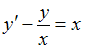 y' − y/x = x